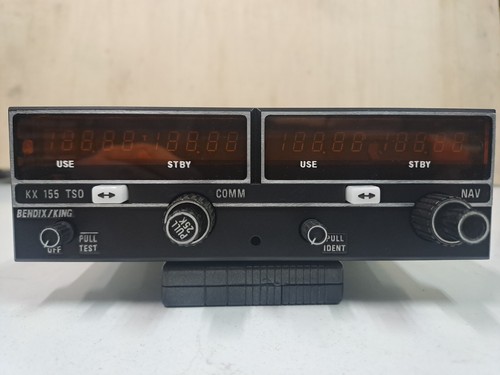 188.88 188.88 188.88 188.88
USE STBY USE STBY
KX 155 TSO COMM NAV
BENDIX/KING
OFF PULL TEST PULL 25K PULL IDENT